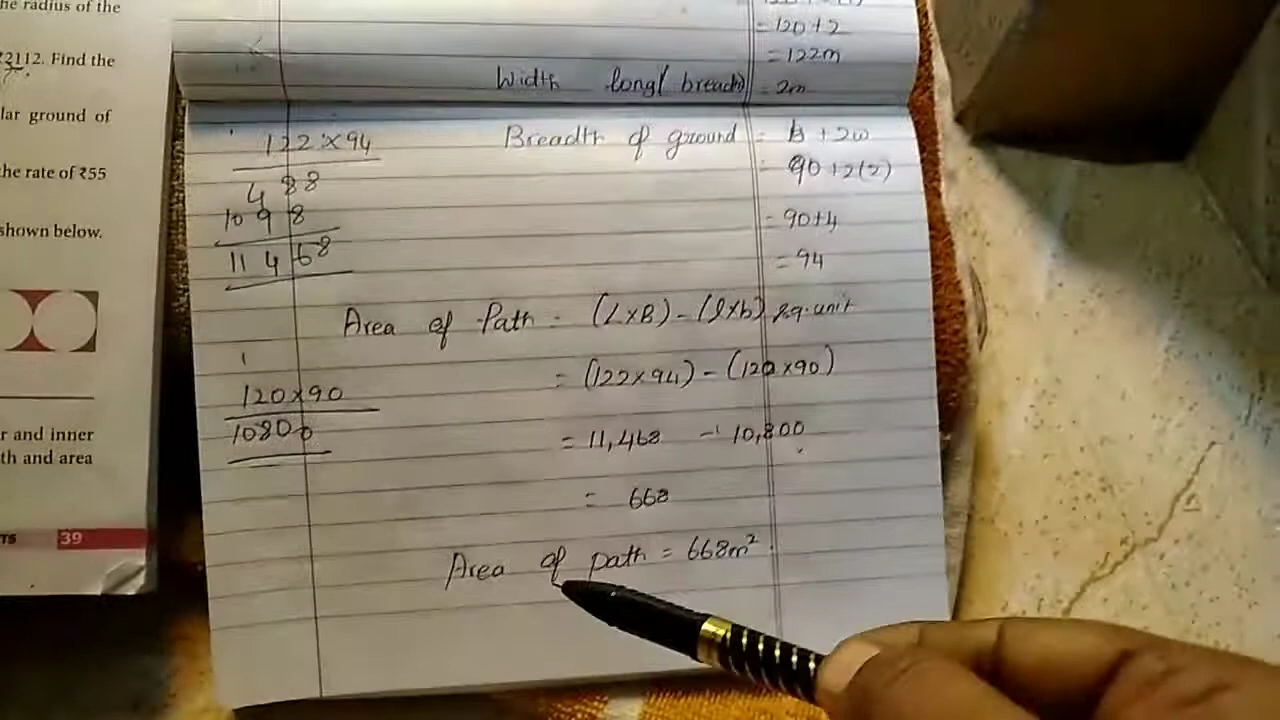 he radius of the
₹2112. Find the
lar ground of
he rate of ₹55
shown below.
r and inner
th and area
TS 39
= 120+2
= 122m
Width long( breadth) = 2m
122×94
488
1098
11468
Breadth of ground = b + 2w
= 90+2(2)
= 90+4
= 94
Area of Path = (L×B) - (l×b) sq.unit
120×90
10800
= (122×94) - (120×90)
= 11,468 - 10,800
= 668
Area of path = 668m².